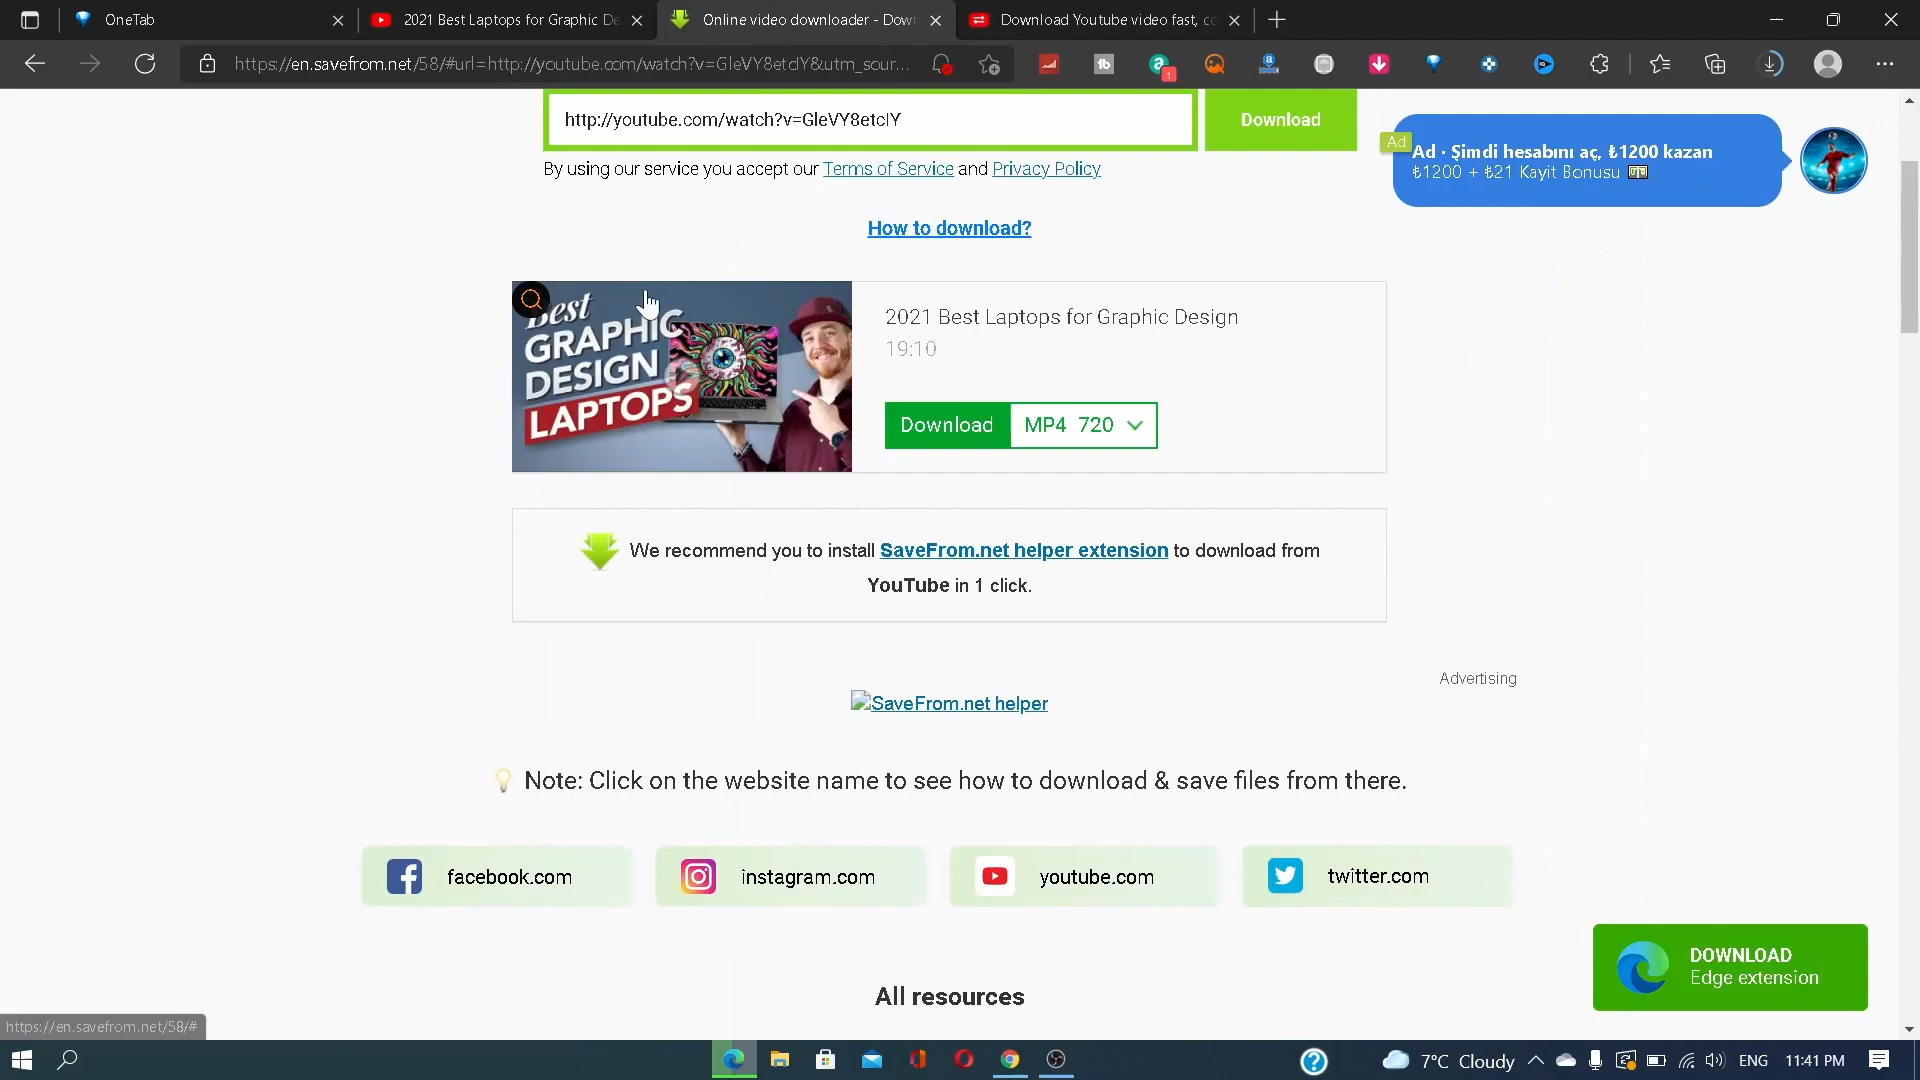 OneTab
2021 Best Laptops for Graphic De
Online video downloader - Down
Download Youtube video fast, co
https://en.savefrom.net/58/#url=http://youtube.com/watch?v=GleVY8etcIY&utm_sour...
1
http://youtube.com/watch?v=GleVY8etcIY
Download
By using our service you accept our Terms of Service and Privacy Policy
Ad
Ad · Şimdi hesabını aç, ₺1200 kazan
₺1200 + ₺21 Kayit Bonusu
How to download?
Best
GRAPHIC
DESIGN
LAPTOPS
2021 Best Laptops for Graphic Design
19:10
Download
MP4 720
We recommend you to install SaveFrom.net helper extension to download from
YouTube in 1 click.
Advertising
SaveFrom.net helper
Note: Click on the website name to see how to download & save files from there.
facebook.com
instagram.com
youtube.com
twitter.com
DOWNLOAD
Edge extension
All resources
https://en.savefrom.net/58/#
7°C Cloudy
ENG
11:41 PM